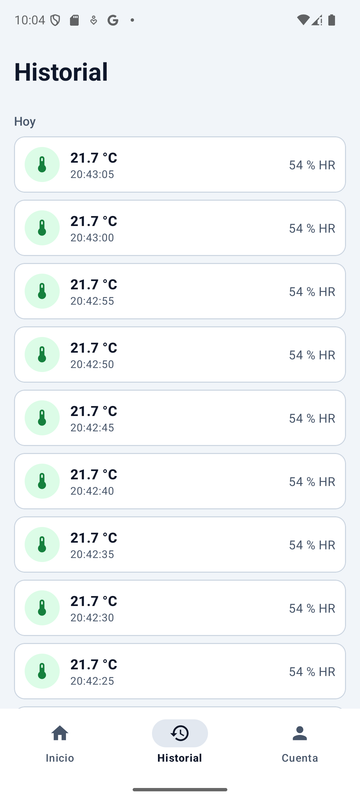 10:04
Historial
Hoy
21.7 °C
20:43:05
54 % HR
21.7 °C
20:43:00
54 % HR
21.7 °C
20:42:55
54 % HR
21.7 °C
20:42:50
54 % HR
21.7 °C
20:42:45
54 % HR
21.7 °C
20:42:40
54 % HR
21.7 °C
20:42:35
54 % HR
21.7 °C
20:42:30
54 % HR
21.7 °C
20:42:25
54 % HR
Inicio
Historial
Cuenta